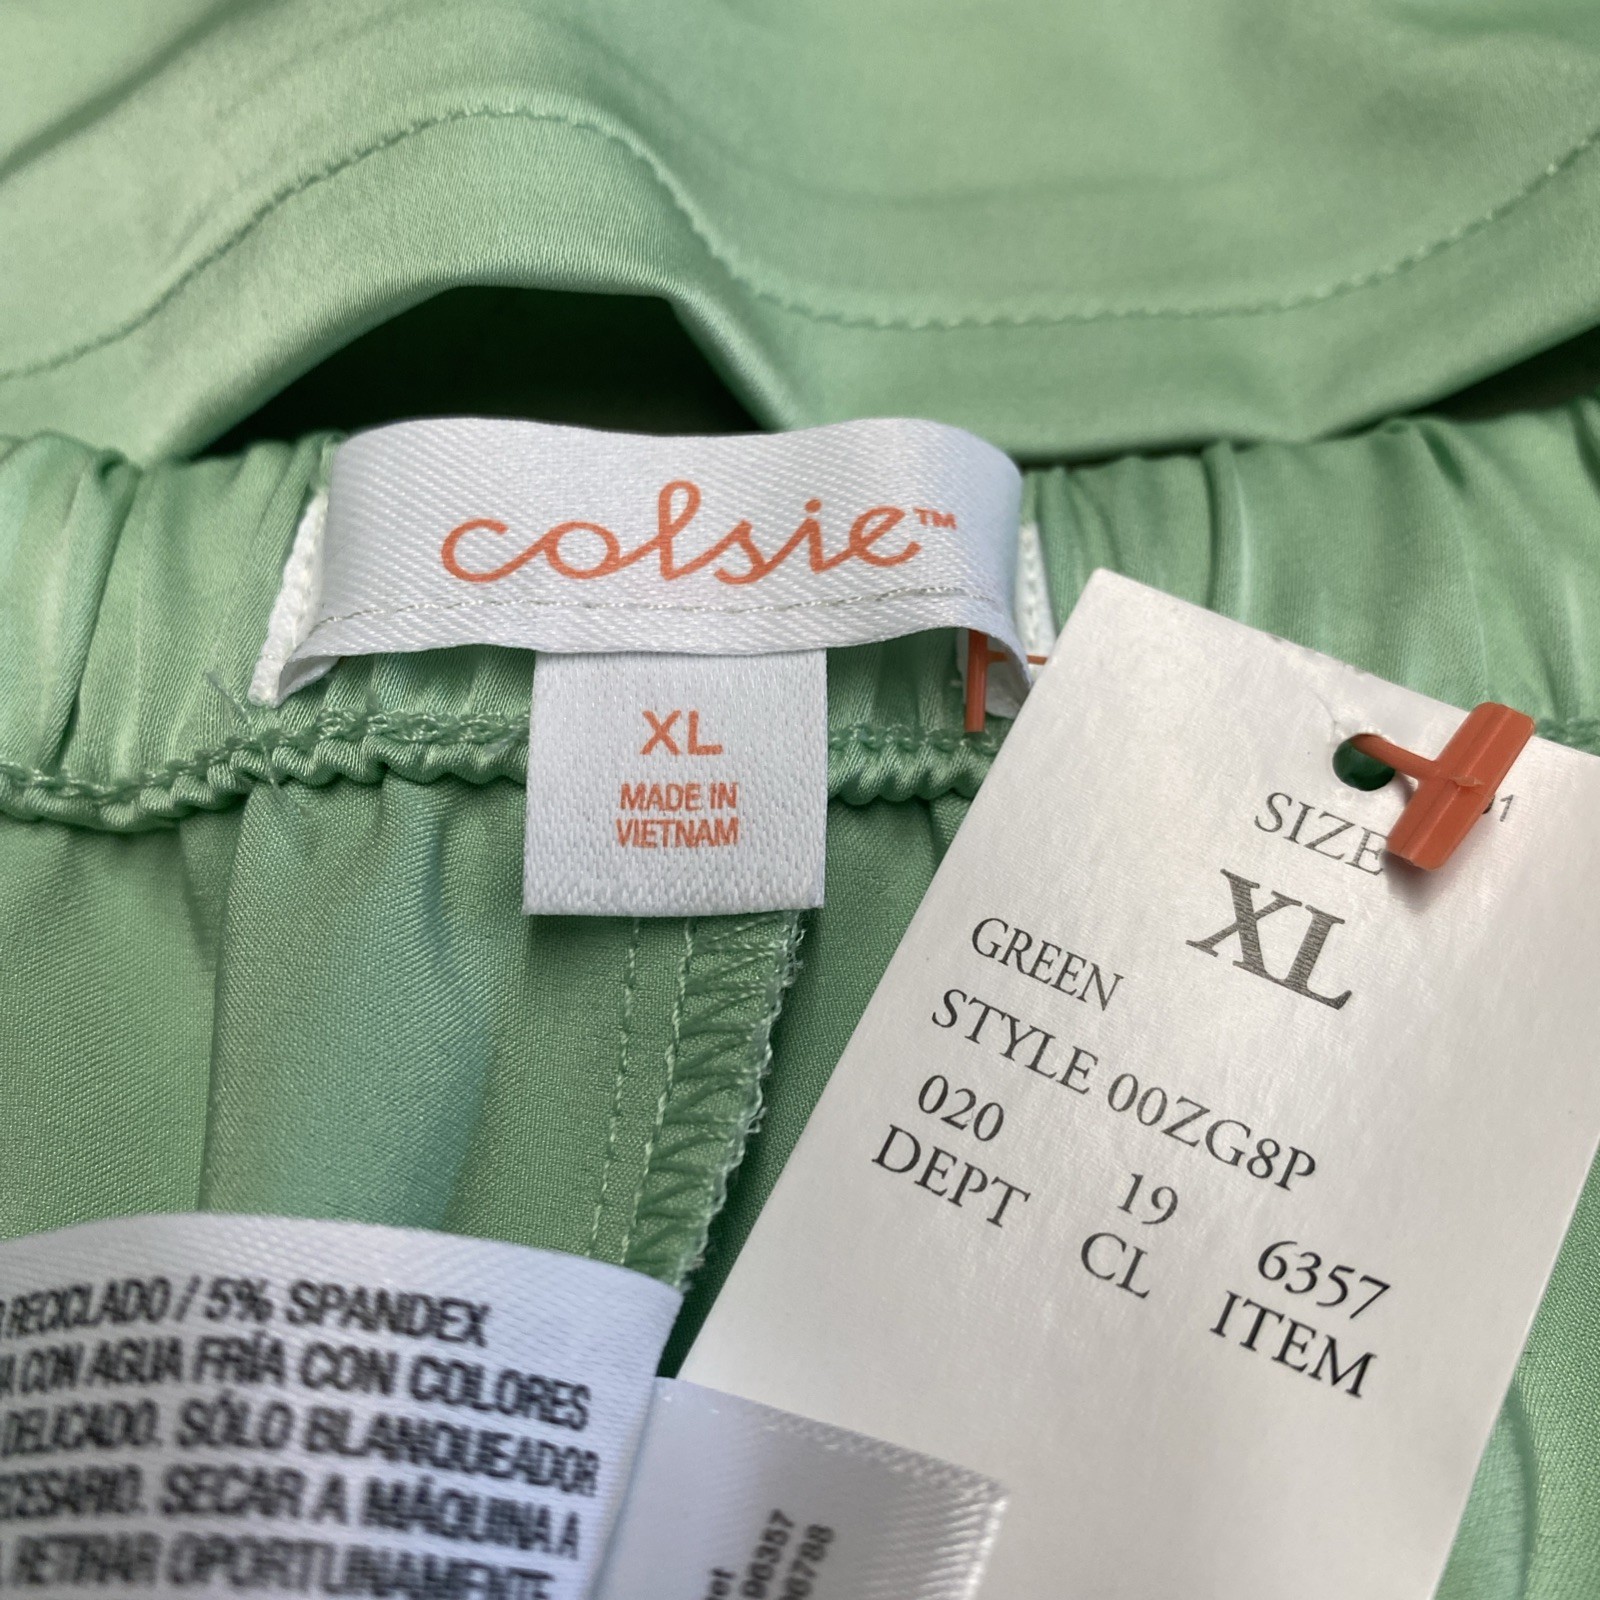 colsie™
XL
MADE IN
VIETNAM
SIZE
XL
GREEN
STYLE 00ZG8P
020 19 6357
DEPT CL ITEM
RECICLADO / 5% SPANDEX
CON AGUA FRÍA CON COLORES
DELICADO. SÓLO BLANQUEADOR
SECAR A MÁQUINA A
RETIRAR OPORTUNAMENTE
96357